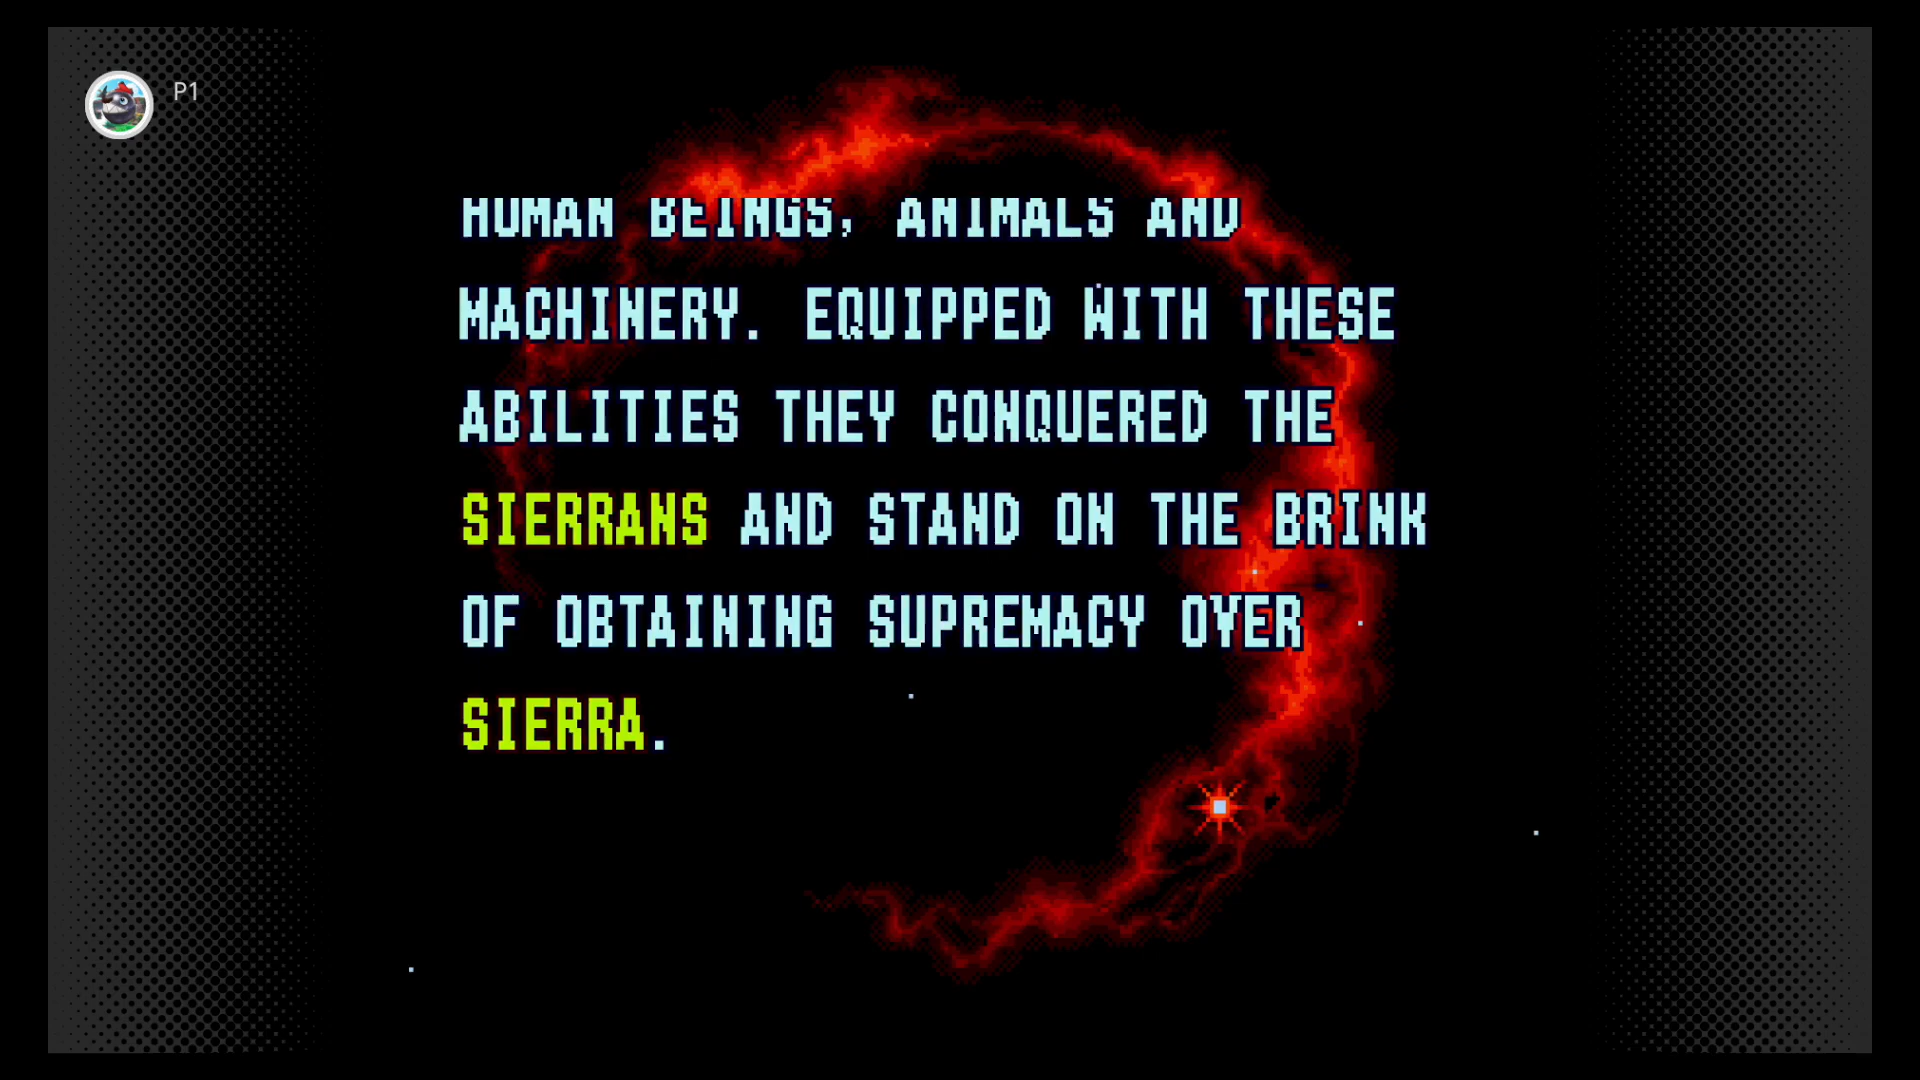 P1
HUMAN BEINGS, ANIMALS AND
MACHINERY. EQUIPPED WITH THESE
ABILITIES THEY CONQUERED THE
SIERRANS AND STAND ON THE BRINK
OF OBTAINING SUPREMACY OVER
SIERRA.